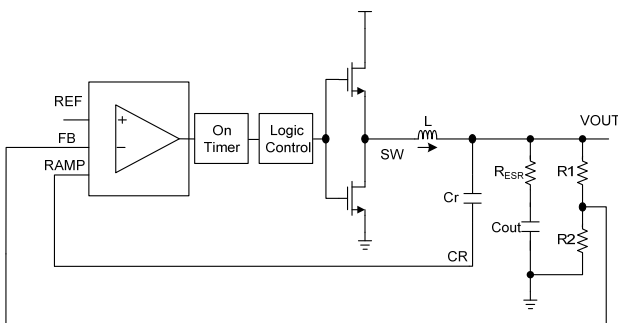 REF
+
FB
−
RAMP
On
Timer
Logic
Control
SW
L
VOUT
RESR
R1
Cr
Cout
R2
CR